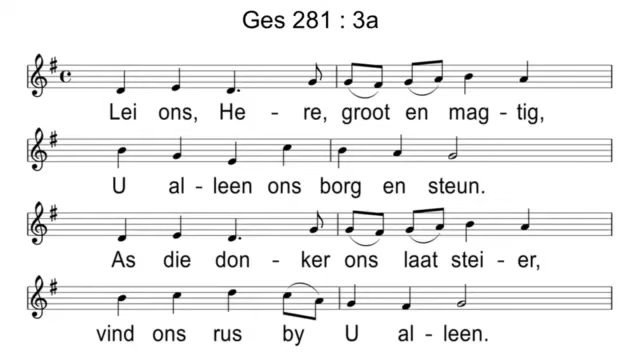 Ges 281 : 3a
Lei ons, He - re, groot en mag - tig,
U al - leen ons borg en steun.
As die don - ker ons laat stei - er,
vind ons rus by U al - leen.